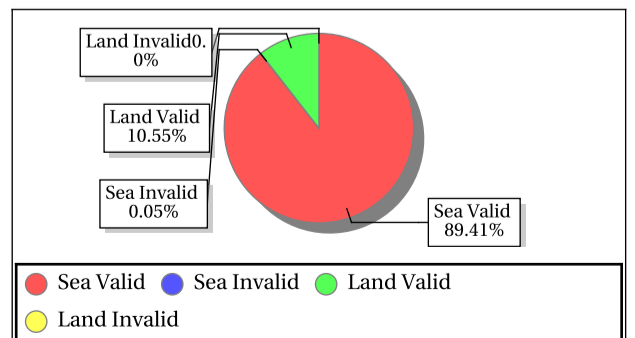 Land Invalid0.
0%
Land Valid
10.55%
Sea Invalid
0.05%
Sea Valid
89.41%
Sea Valid Sea Invalid Land Valid
Land Invalid